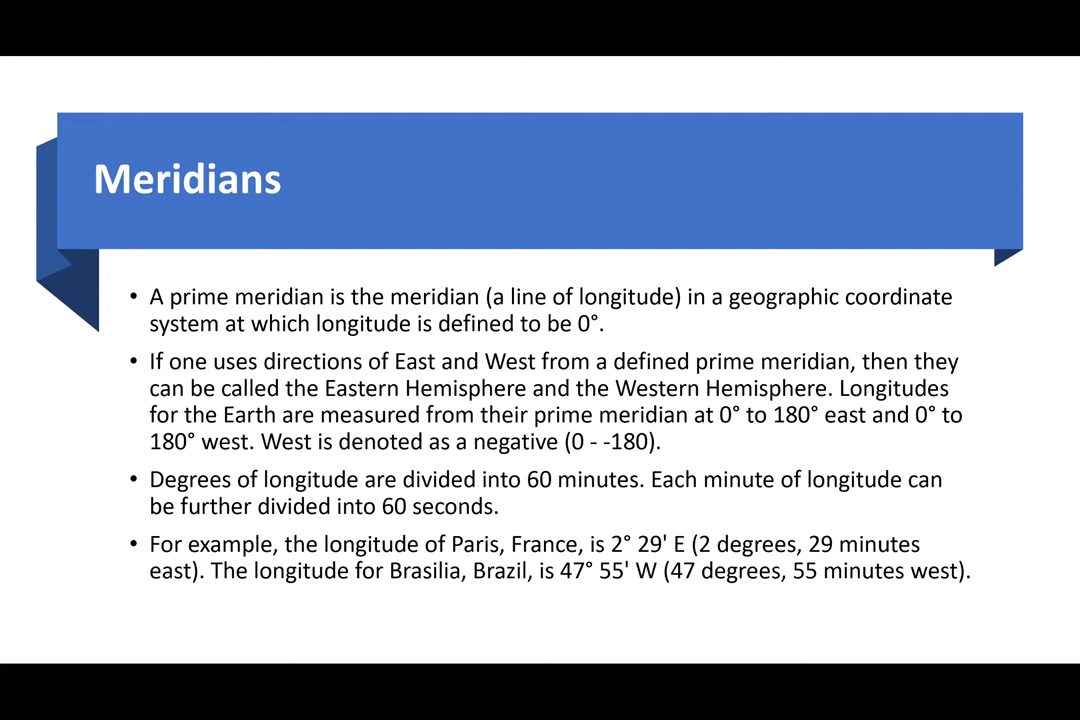 Meridians
• A prime meridian is the meridian (a line of longitude) in a geographic coordinate
system at which longitude is defined to be 0°.
• If one uses directions of East and West from a defined prime meridian, then they
can be called the Eastern Hemisphere and the Western Hemisphere. Longitudes
for the Earth are measured from their prime meridian at 0° to 180° east and 0° to
180° west. West is denoted as a negative (0 - -180).
• Degrees of longitude are divided into 60 minutes. Each minute of longitude can
be further divided into 60 seconds.
• For example, the longitude of Paris, France, is 2° 29' E (2 degrees, 29 minutes
east). The longitude for Brasilia, Brazil, is 47° 55' W (47 degrees, 55 minutes west).